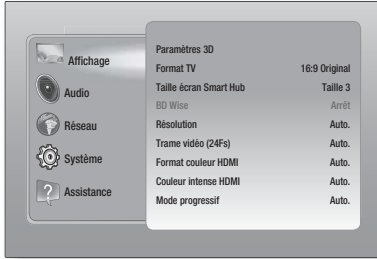 Affichage
Audio
Réseau
Système
Assistance
Paramètres 3D
Format TV 16:9 Original
Taille écran Smart Hub Taille 3
BD Wise Arrêt
Résolution Auto.
Trame vidéo (24Fs) Auto.
Format couleur HDMI Auto.
Couleur intense HDMI Auto.
Mode progressif Auto.